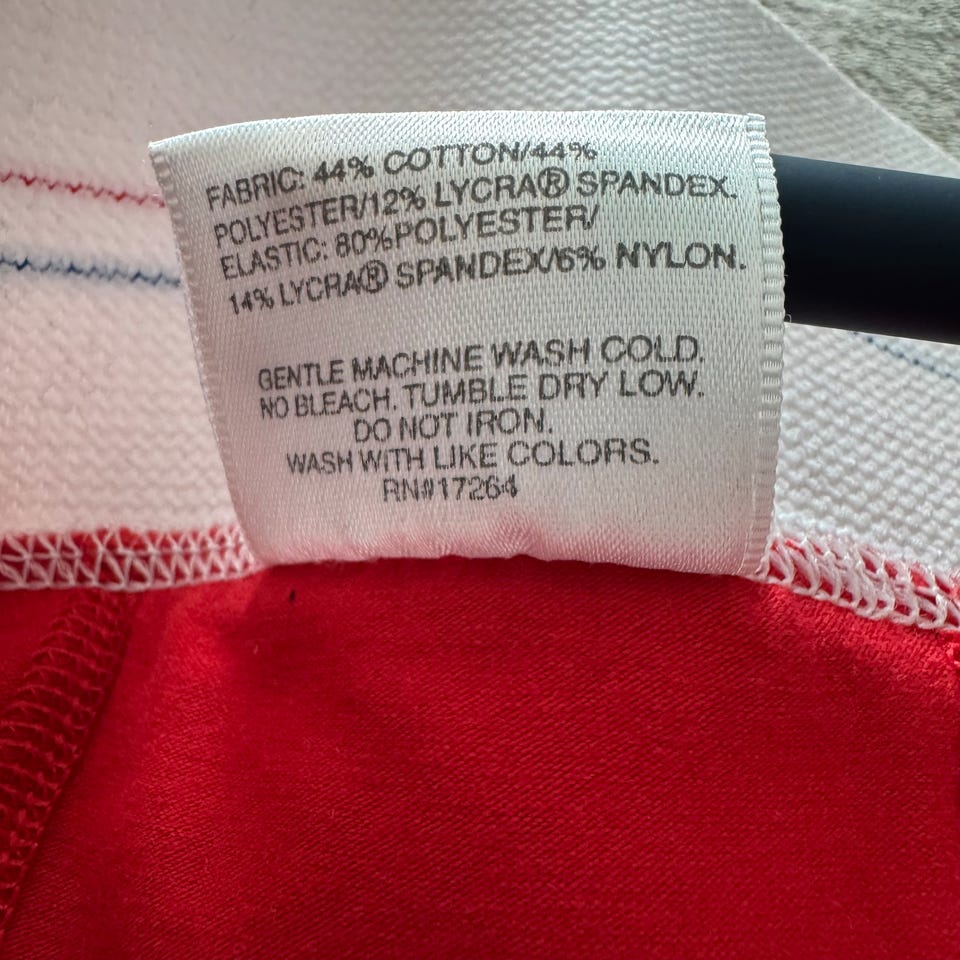 FABRIC: 44% COTTON/44%
POLYESTER/12% LYCRA® SPANDEX.
ELASTIC: 80%POLYESTER/
14% LYCRA® SPANDEX/6% NYLON.
GENTLE MACHINE WASH COLD.
NO BLEACH. TUMBLE DRY LOW.
DO NOT IRON.
WASH WITH LIKE COLORS.
RN#17264